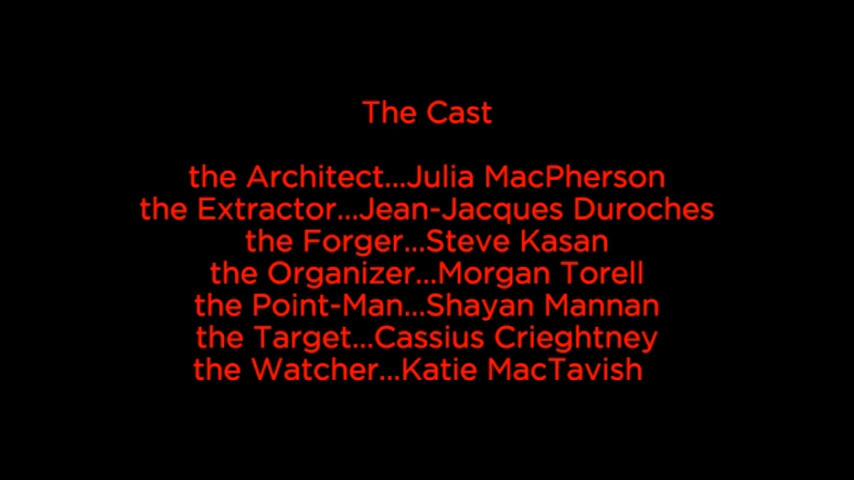 The Cast
the Architect...Julia MacPherson
the Extractor...Jean-Jacques Duroches
the Forger...Steve Kasan
the Organizer...Morgan Torell
the Point-Man...Shayan Mannan
the Target...Cassius Crieghtney
the Watcher...Katie MacTavish